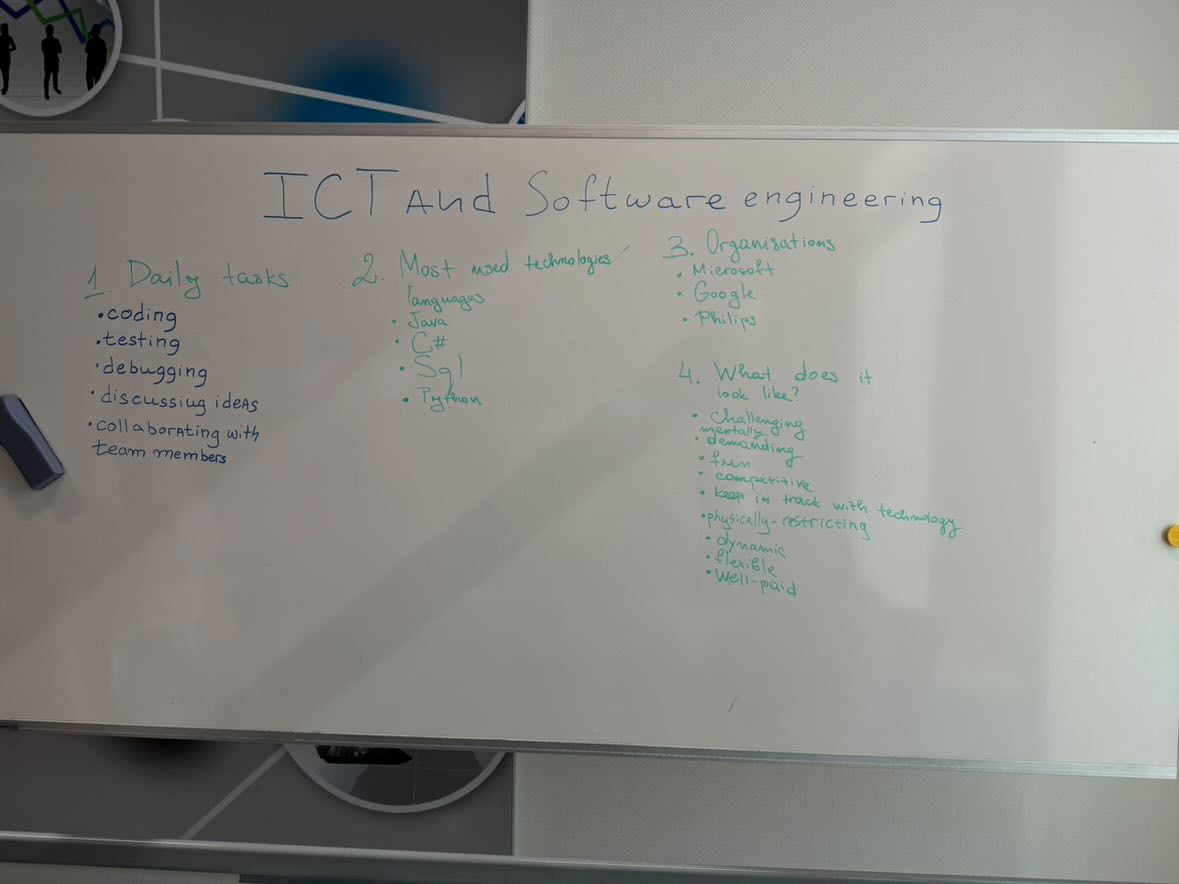 ICT And Software engineering
1. Daily tasks
• coding
• testing
• debugging
• discussing ideas
• collaborating with
team members
2. Most used technologies/
languages
• Java
• C#
• Sql
• Python
3. Organisations
• Microsoft
• Google
• Philips
4. What does it
look like?
• challenging
mentally
• demanding
• fun
• competitive
• keep in track with technology
• physically-restricting
• dynamic
• flexible
• Well-paid